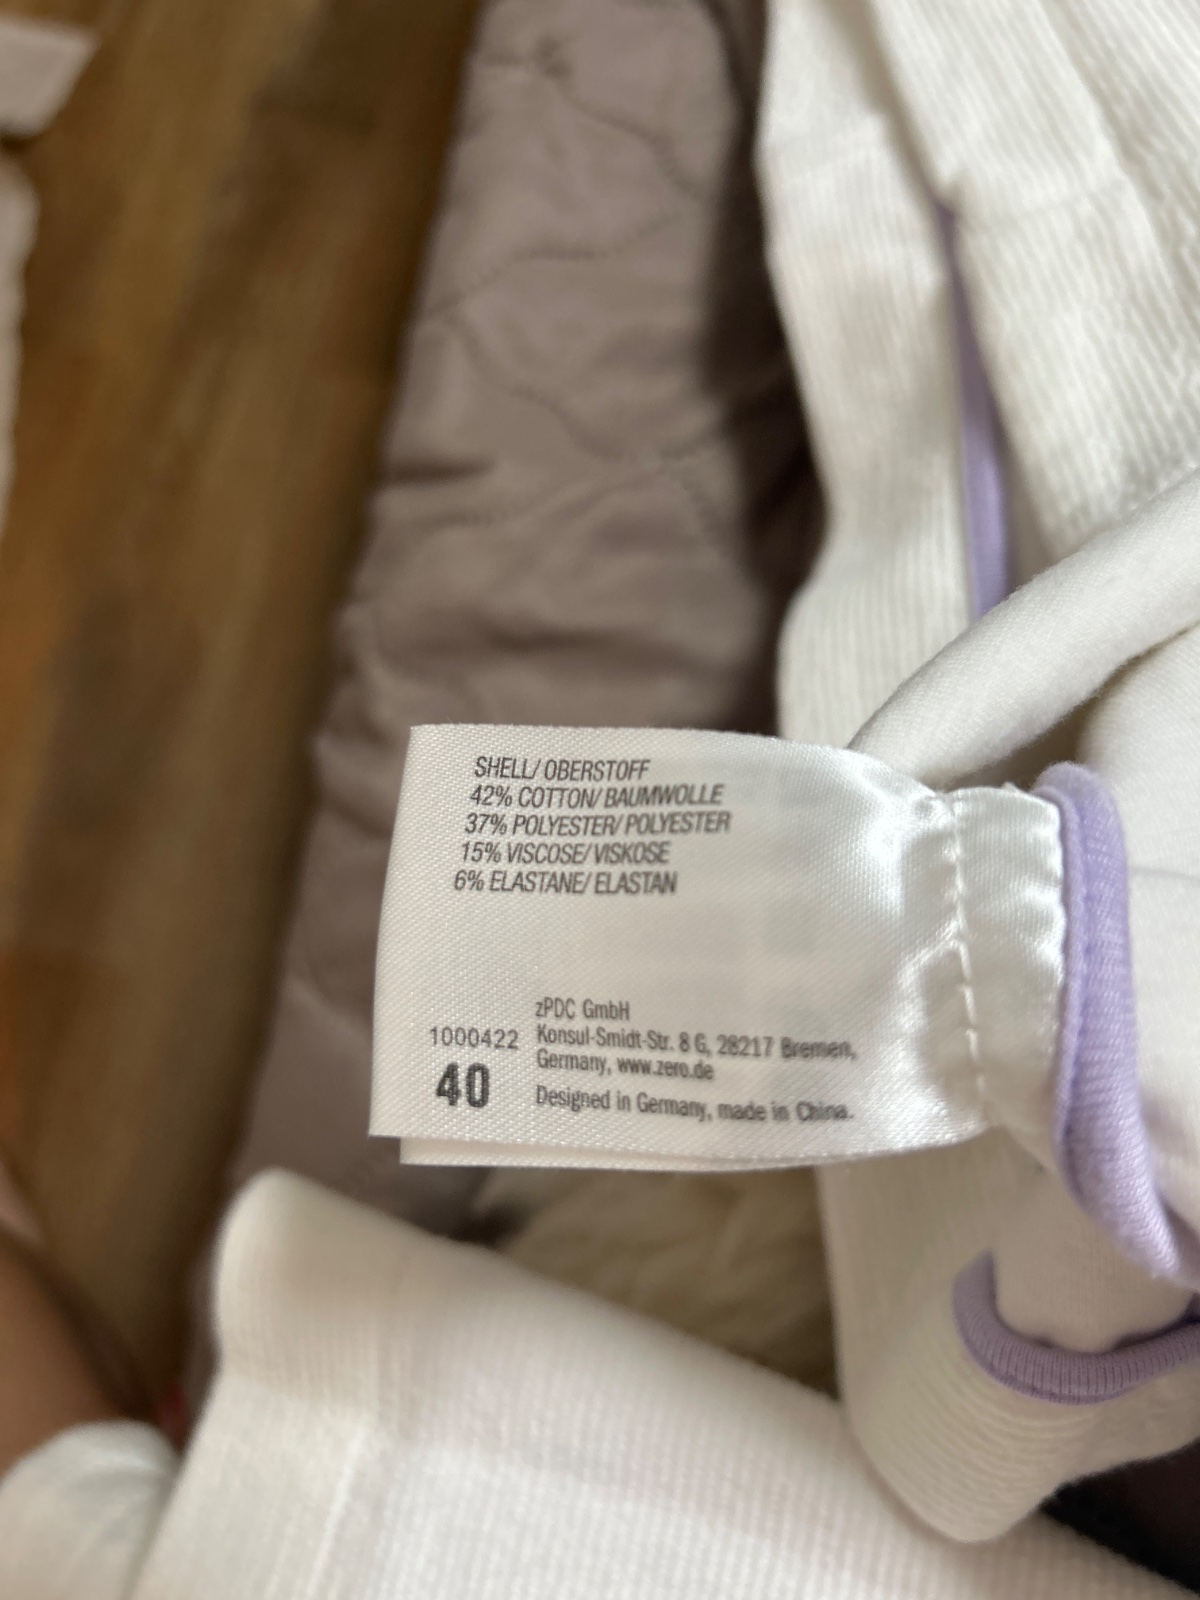 SHELL/ OBERSTOFF
42% COTTON/ BAUMWOLLE
37% POLYESTER/ POLYESTER
15% VISCOSE/ VISKOSE
6% ELASTANE/ ELASTAN
zPDC GmbH
1000422 Konsul-Smidt-Str. 8 G, 28217 Bremen,
Germany, www.zero.de
40 Designed in Germany, made in China.